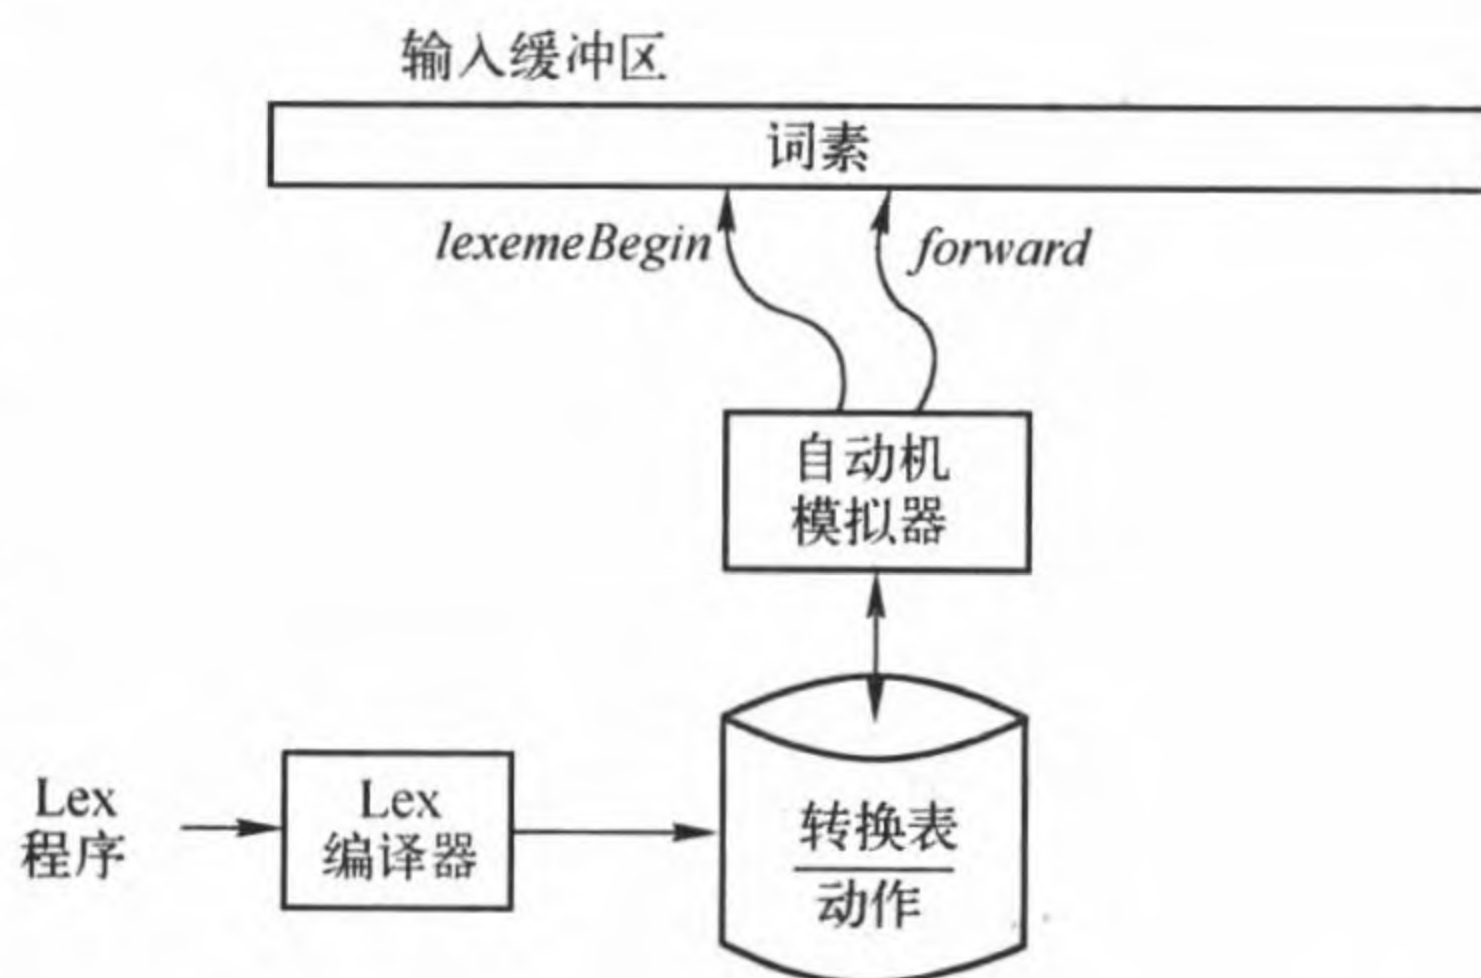 输入缓冲区
词素
lexemeBegin
forward
自动机
模拟器
Lex
程序
Lex
编译器
转换表
动作